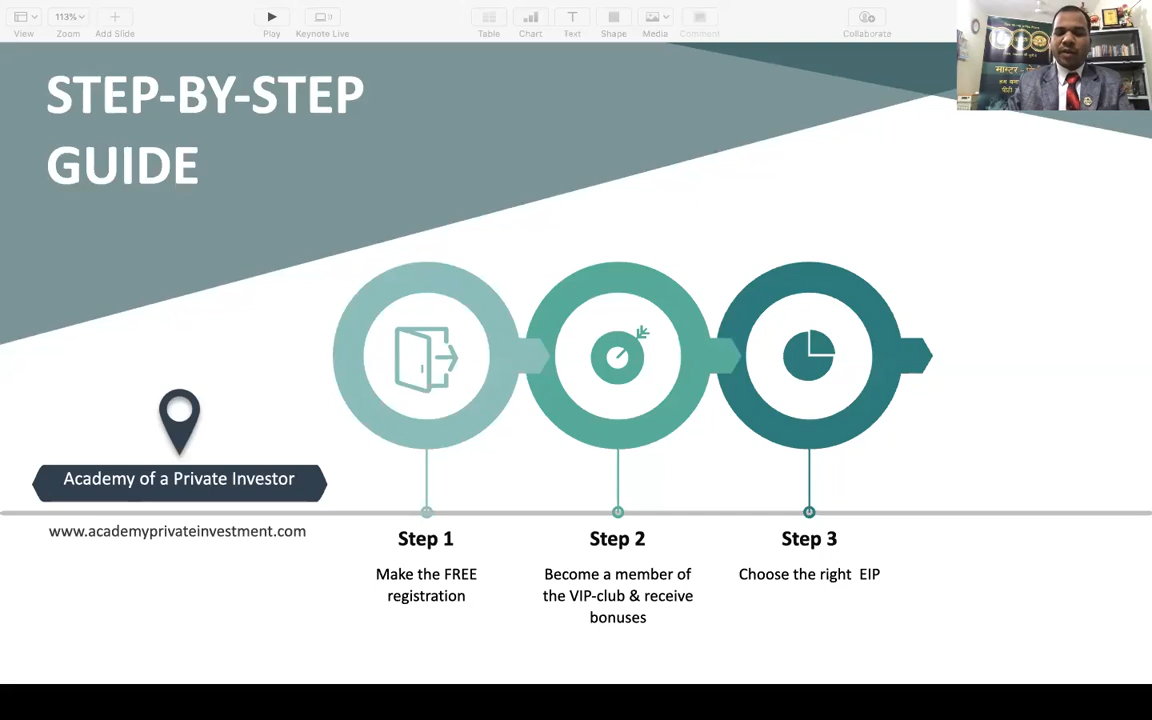 View
113%
Zoom
Add Slide
Play
Keynote Live
Table
Chart
Text
Shape
Media
Comment
Collaborate
STEP-BY-STEP
GUIDE
Academy of a Private Investor
www.academyprivateinvestment.com
Step 1
Make the FREE
registration
Step 2
Become a member of
the VIP-club & receive
bonuses
Step 3
Choose the right EIP